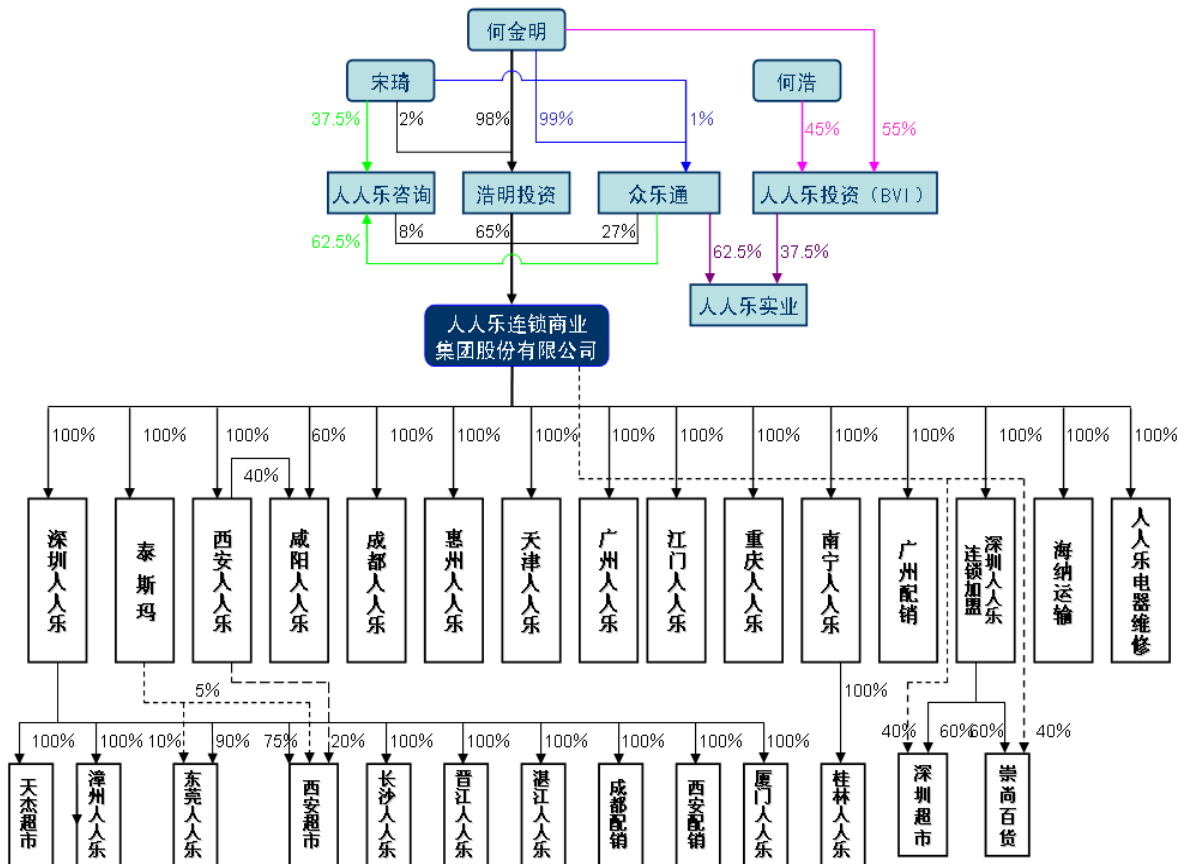 何金明
宋琦
何浩
37.5%
2%
98%
99%
1%
45%
55%
人人乐咨询
浩明投资
众乐通
人人乐投资（BVI）
62.5%
8%
65%
27%
62.5%
37.5%
人人乐实业
人人乐连锁商业
集团股份有限公司
100%
100%
100%
60%
100%
100%
100%
100%
100%
100%
100%
100%
100%
100%
100%
40%
深圳人人乐
泰斯玛
西安人人乐
咸阳人人乐
成都人人乐
惠州人人乐
天津人人乐
广州人人乐
江门人人乐
重庆人人乐
南宁人人乐
广州配销
深圳人人乐
连锁加盟
海纳运输
人人乐电器维修
5%
100%
100%
100%
10%
90%
75%
20%
100%
100%
100%
100%
100%
100%
40%
60%
60%
40%
天杰超市
漳州人人乐
东莞人人乐
西安超市
长沙人人乐
晋江人人乐
湛江人人乐
成都配销
西安配销
厦门人人乐
桂林人人乐
深圳超市
崇尚百货